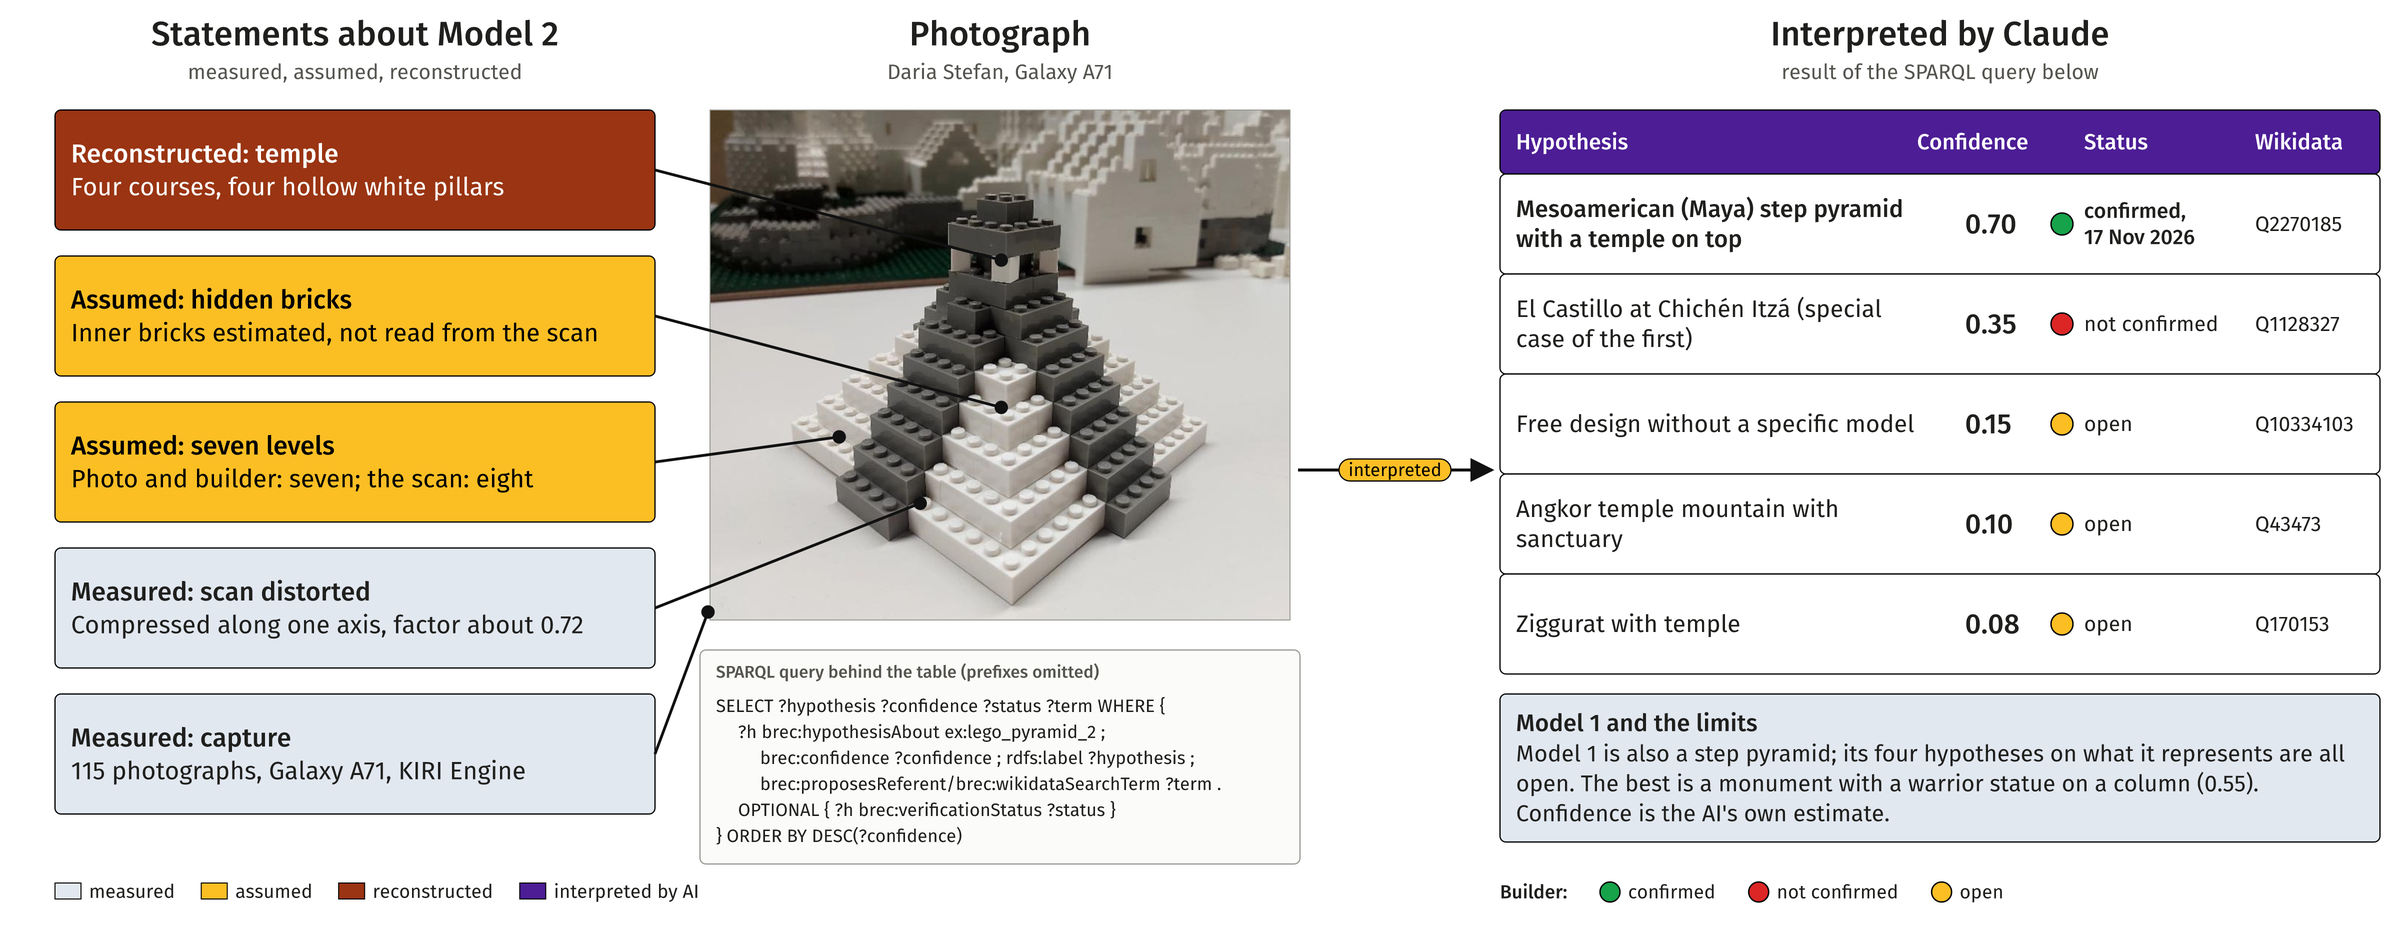 Statements about Model 2
measured, assumed, reconstructed
Reconstructed: temple
Four courses, four hollow white pillars
Assumed: hidden bricks
Inner bricks estimated, not read from the scan
Assumed: seven levels
Photo and builder: seven; the scan: eight
Measured: scan distorted
Compressed along one axis, factor about 0.72
Measured: capture
115 photographs, Galaxy A71, KIRI Engine
measured
assumed
reconstructed
interpreted by AI
Photograph
Daria Stefan, Galaxy A71
SPARQL query behind the table (prefixes omitted)
SELECT ?hypothesis ?confidence ?status ?term WHERE {
?h brec:hypothesisAbout ex:lego_pyramid_2 ;
brec:confidence ?confidence ; rdfs:label ?hypothesis ;
brec:proposesReferent/brec:wikidataSearchTerm ?term .
OPTIONAL { ?h brec:verificationStatus ?status }
} ORDER BY DESC(?confidence)
interpreted
Interpreted by Claude
result of the SPARQL query below
Hypothesis Confidence Status Wikidata
Mesoamerican (Maya) step pyramid
with a temple on top
0.70
confirmed,
17 Nov 2026
Q2270185
El Castillo at Chichén Itzá (special
case of the first)
0.35
not confirmed
Q1128327
Free design without a specific model
0.15
open
Q10334103
Angkor temple mountain with
sanctuary
0.10
open
Q43473
Ziggurat with temple
0.08
open
Q170153
Model 1 and the limits
Model 1 is also a step pyramid; its four hypotheses on what it represents are all
open. The best is a monument with a warrior statue on a column (0.55).
Confidence is the AI's own estimate.
Builder:
confirmed
not confirmed
open